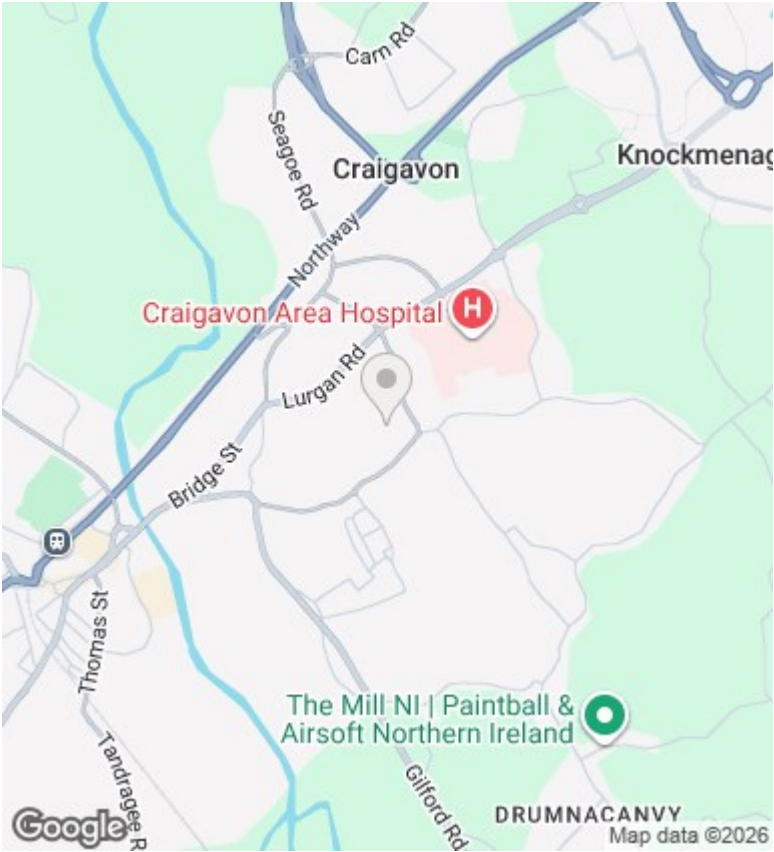 Carn Rd
Seagoe Rd
Craigavon
Knockmenag
Northway
Craigavon Area Hospital
H
Lurgan Rd
Bridge St
Thomas St
The Mill NI | Paintball &
Airsoft Northern Ireland
Tandragee R
Gilford Rd
DRUMNACANVY
Google
Map data ©2026